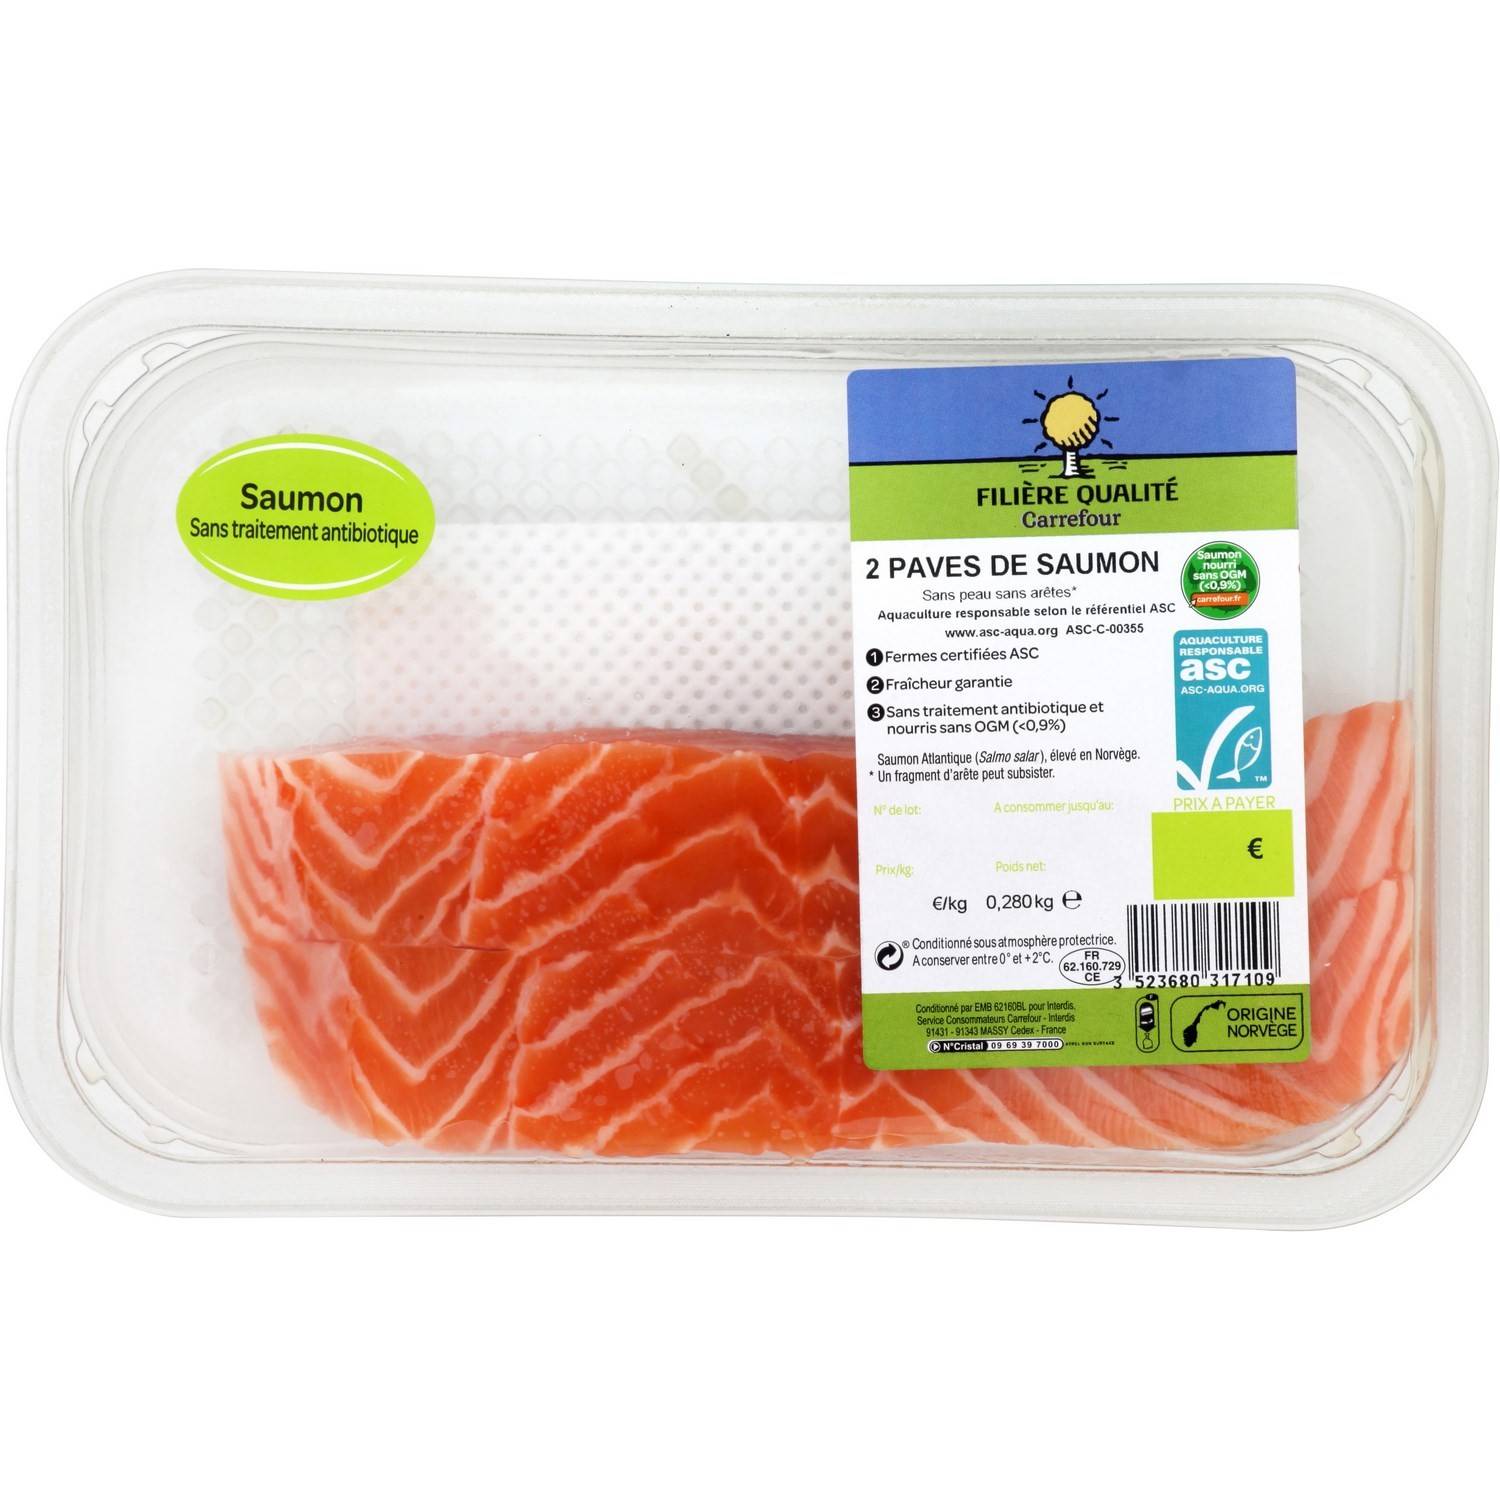 Saumon
Sans traitement antibiotique
FILIÈRE QUALITÉ
Carrefour
2 PAVES DE SAUMON
Sans peau sans arêtes*
Aquaculture responsable selon le référentiel ASC
www.asc-aqua.org ASC-C-00355
Saumon
nourri
sans OGM
(<0,9%)
carrefour.fr
1 Fermes certifiées ASC
2 Fraîcheur garantie
3 Sans traitement antibiotique et
nourris sans OGM (<0,9%)
AQUACULTURE
RESPONSABLE
asc
ASC-AQUA.ORG
TM
Saumon Atlantique (Salmo salar), élevé en Norvège.
* Un fragment d'arête peut subsister.
N° de lot:
A consommer jusqu'au:
PRIX A PAYER
€
Prix/kg:
Poids net:
€/kg 0,280 kg ℮
® Conditionné sous atmosphère protectrice.
A conserver entre 0° et +2°C.
FR
62.160.729
CE
3 523680 317109
Conditionné par EMB 62160BL pour Interdis.
Service Consommateurs Carrefour - Interdis
91431 - 91343 MASSY Cedex - France
N°Cristal 09 69 39 7000 APPEL NON SURTAXE
ORIGINE
NORVÈGE